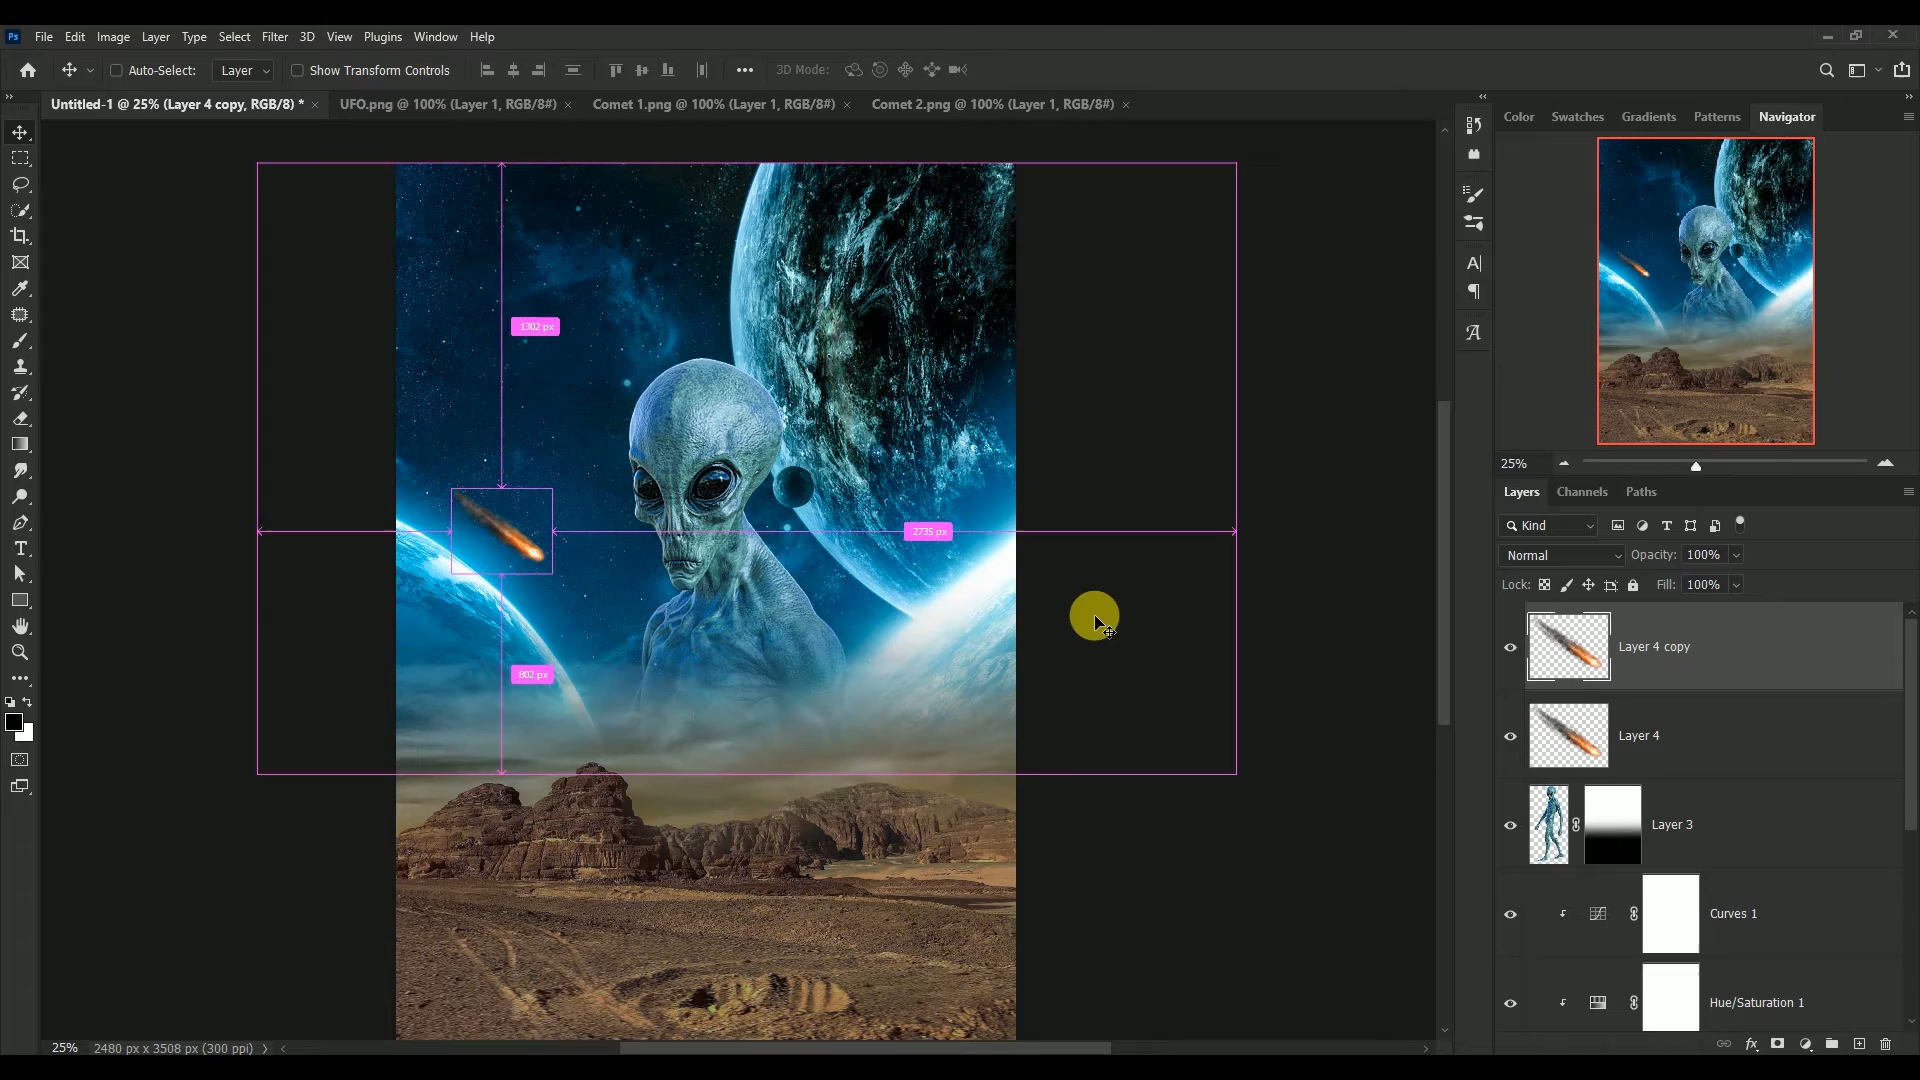 Ps File Edit Image Layer Type Select Filter 3D View Plugins Window Help
Auto-Select: Layer Show Transform Controls 3D Mode:
Untitled-1 @ 25% (Layer 4 copy, RGB/8) * × UFO.png @ 100% (Layer 1, RGB/8#) × Comet 1.png @ 100% (Layer 1, RGB/8#) × Comet 2.png @ 100% (Layer 1, RGB/8#) ×
Color Swatches Gradients Patterns Navigator
1302 px
25%
Layers Channels Paths
Kind
2735 px
Normal Opacity: 100%
Lock: Fill: 100%
Layer 4 copy
802 px
Layer 4
Layer 3
Curves 1
Hue/Saturation 1
25% 2480 px x 3508 px (300 ppi)